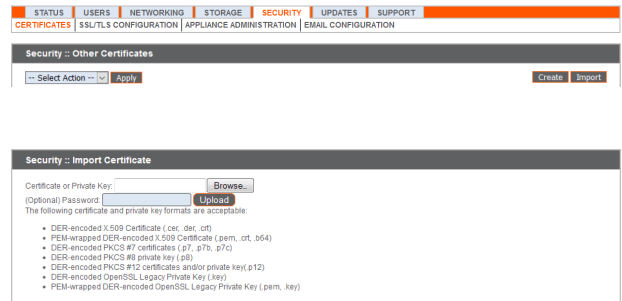 STATUS USERS NETWORKING STORAGE SECURITY UPDATES SUPPORT
CERTIFICATES SSL/TLS CONFIGURATION APPLIANCE ADMINISTRATION EMAIL CONFIGURATION
Security :: Other Certificates
-- Select Action -- Apply Create Import
Security :: Import Certificate
Certificate or Private Key: Browse..
(Optional) Password: Upload
The following certificate and private key formats are acceptable:
• DER-encoded X.509 Certificate (.cer, .der, .crt)
• PEM-wrapped DER-encoded X.509 Certificate (.pem, .crt, .b64)
• DER-encoded PKCS #7 certificates (.p7, .p7b, .p7c)
• DER-encoded PKCS #8 private key (.p8)
• DER-encoded PKCS #12 certificates and/or private key(.p12)
• DER-encoded OpenSSL Legacy Private Key (.key)
• PEM-wrapped DER-encoded OpenSSL Legacy Private Key (.pem, .key)